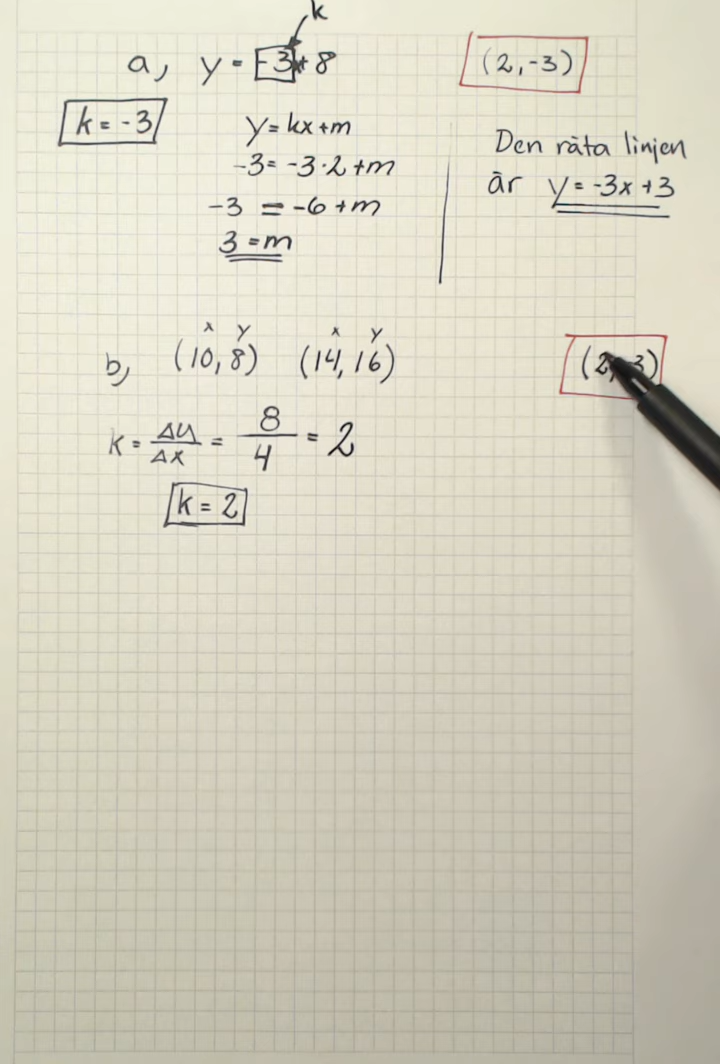 k
a, y = -3x + 8 (2, -3)
k = -3
y = kx + m
-3 = -3 · 2 + m
-3 = -6 + m
3 = m
Den räta linjen
är y = -3x + 3
x y x y
b, (10, 8) (14, 16)
k = Δy/Δx = 8/4 = 2
k = 2